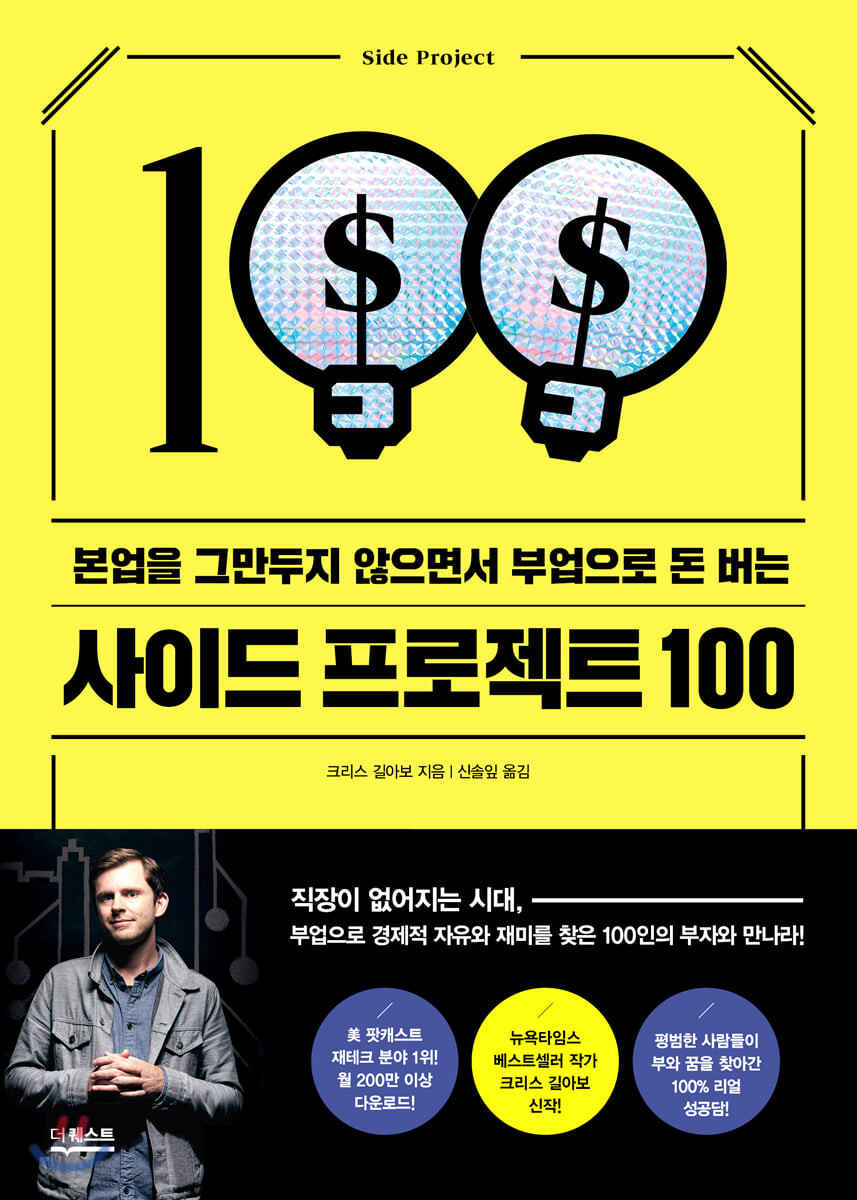 Side Project
100
$ $
본업을 그만두지 않으면서 부업으로 돈 버는
사이드 프로젝트 100
크리스 길아보 지음 | 신솔잎 옮김
직장이 없어지는 시대,
부업으로 경제적 자유와 재미를 찾은 100인의 부자와 만나라!
美 팟캐스트
재테크 분야 1위!
월 200만 이상
다운로드!
뉴욕타임스
베스트셀러 작가
크리스 길아보
신작!
평범한 사람들이
부와 꿈을 찾아간
100% 리얼
성공담!
더퀘스트